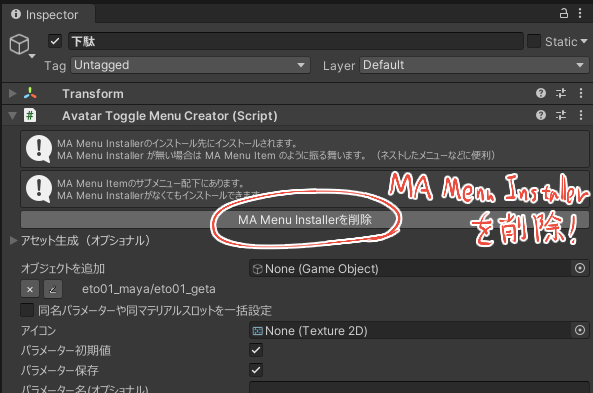 Inspector
下駄
Static
Tag
Untagged
Layer
Default
Transform
Avatar Toggle Menu Creator (Script)
MA Menu Installerのインストール先にインストールされます。
MA Menu Installer が無い場合は MA Menu Item のように振る舞います。（ネストしたメニューなどに便利）
MA Menu Itemのサブメニュー配下にあります。
MA Menu Installerがなくてもインストールできます
MA Menu Installerを削除
MA Menu Installer
を削除!
アセット生成（オプショナル）
オブジェクトを追加
None (Game Object)
×
eto01_maya/eto01_geta
同名パラメーターや同マテリアルスロットを一括設定
アイコン
None (Texture 2D)
パラメーター初期値
パラメーター保存
パラメーター名(オプショナル)